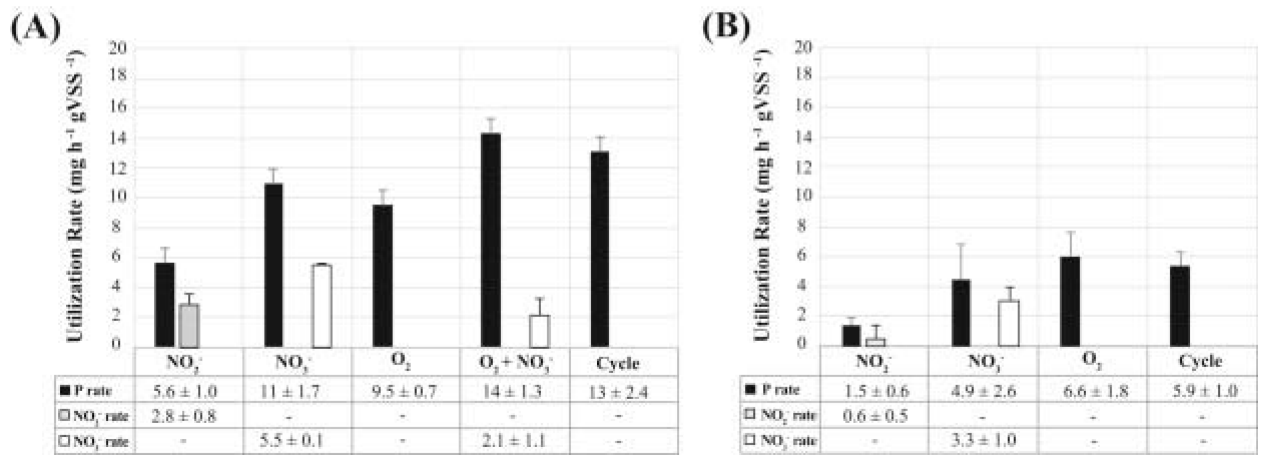 (A)
Utilization Rate (mg h⁻¹ gVSS⁻¹)
20
18
16
14
12
10
8
6
4
2
0
NO₂⁻ NO₃⁻ O₂ O₂ + NO₃⁻ Cycle
P rate 5.6 ± 1.0 11 ± 1.7 9.5 ± 0.7 14 ± 1.3 13 ± 2.4
NO₂⁻ rate 2.8 ± 0.8 - - - -
NO₃⁻ rate - 5.5 ± 0.1 - 2.1 ± 1.1 -
(B)
Utilization Rate (mg h⁻¹ gVSS⁻¹)
20
18
16
14
12
10
8
6
4
2
0
NO₂⁻ NO₃⁻ O₂ Cycle
P rate 1.5 ± 0.6 4.9 ± 2.6 6.6 ± 1.8 5.9 ± 1.0
NO₂⁻ rate 0.6 ± 0.5 - - -
NO₃⁻ rate - 3.3 ± 1.0 - -